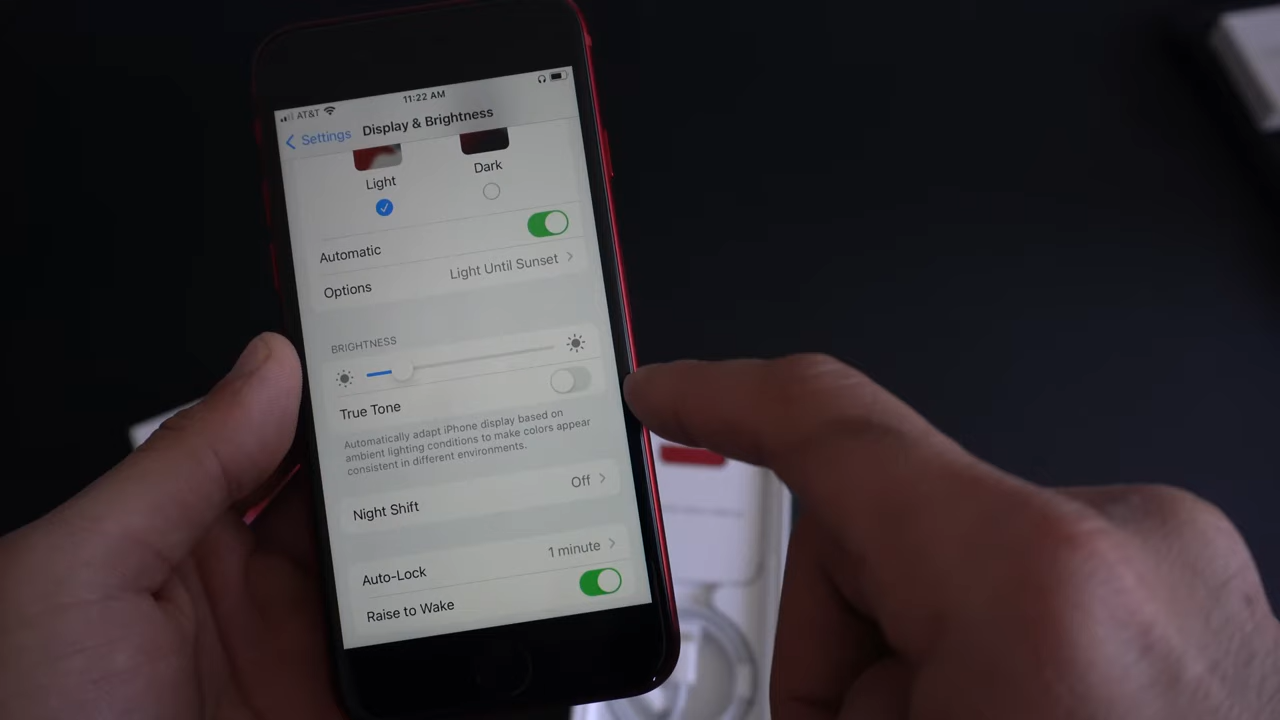 AT&T
11:22 AM
Settings
Display & Brightness
Light
Dark
Automatic
Options
Light Until Sunset
BRIGHTNESS
True Tone
Automatically adapt iPhone display based on
ambient lighting conditions to make colors appear
consistent in different environments.
Night Shift
Off
Auto-Lock
1 minute
Raise to Wake